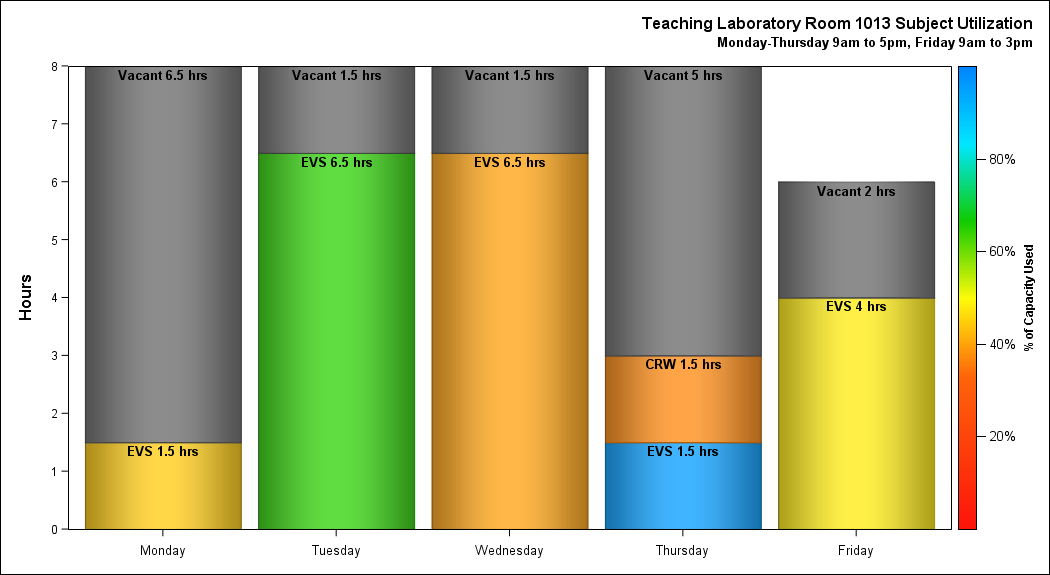 Teaching Laboratory Room 1013 Subject Utilization
Monday-Thursday 9am to 5pm, Friday 9am to 3pm
Hours
8
7
6
5
4
3
2
1
0
Vacant 6.5 hrs
EVS 1.5 hrs
Vacant 1.5 hrs
EVS 6.5 hrs
Vacant 1.5 hrs
EVS 6.5 hrs
Vacant 5 hrs
CRW 1.5 hrs
EVS 1.5 hrs
Vacant 2 hrs
EVS 4 hrs
Monday
Tuesday
Wednesday
Thursday
Friday
80%
60%
40%
20%
% of Capacity Used